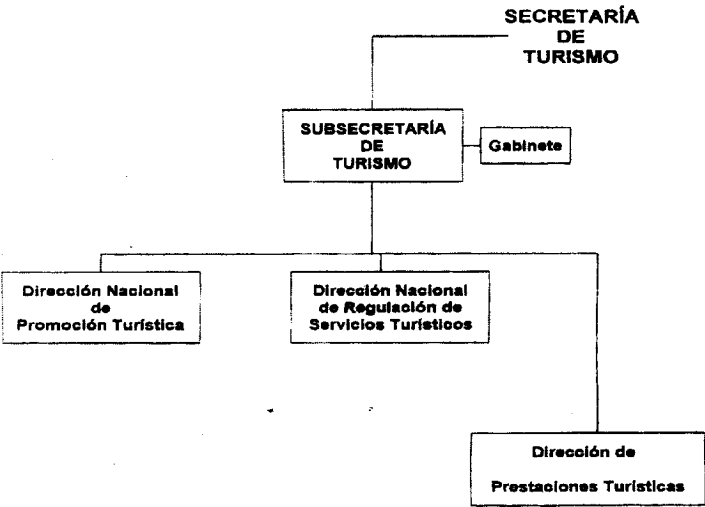 SECRETARÍA
DE
TURISMO
SUBSECRETARÍA
DE
TURISMO
Gabinete
Dirección Nacional
de
Promoción Turística
Dirección Nacional
de Regulación de
Servicios Turísticos
Dirección de
Prestaciones Turísticas